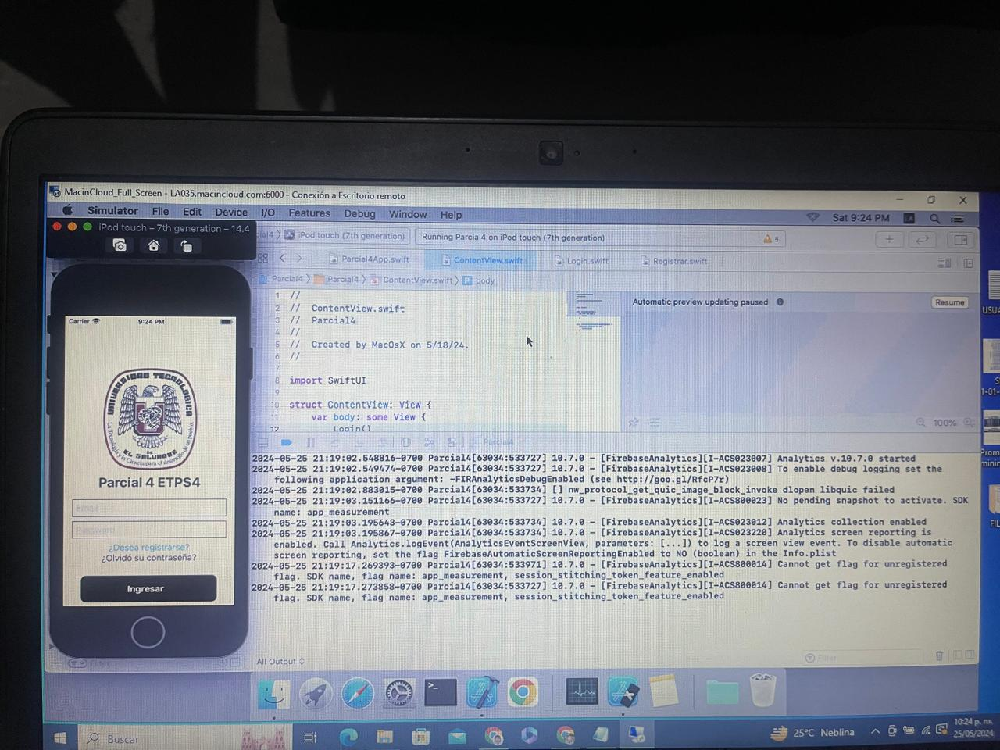 MacinCloud_Full_Screen - LA035.macincloud.com:6000 - Conexión a Escritorio remoto
Simulator File Edit Device I/O Features Debug Window Help
Sat 9:24 PM
iPod touch – 7th generation – 14.4
iPod touch (7th generation)
Running Parcial4 on iPod touch (7th generation)
5
Parcial4App.swift
ContentView.swift
Login.swift
Registrar.swift
Parcial4 〉 Parcial4 〉 ContentView.swift 〉 P body
1 //
2 // ContentView.swift
3 // Parcial4
4 //
5 // Created by MacOsX on 5/18/24.
6 //
7
8 import SwiftUI
9
10 struct ContentView: View {
11 var body: some View {
12 Login()
Automatic preview updating paused
Resume
100%
Parcial4
Carrier
9:24 PM
UNIVERSIDAD TECNOLOGICA
La Tecnología y la Ciencia para el desarrollo de un pueblo.
DE
EL SALVADOR
Parcial 4 ETPS4
Email
Password
¿Desea registrarse?
¿Olvidó su contraseña?
Ingresar
2024-05-25 21:19:02.548816-0700 Parcial4[63034:533727] 10.7.0 - [FirebaseAnalytics][I-ACS023007] Analytics v.10.7.0 started
2024-05-25 21:19:02.549474-0700 Parcial4[63034:533727] 10.7.0 - [FirebaseAnalytics][I-ACS023008] To enable debug logging set the
following application argument: -FIRAnalyticsDebugEnabled (see http://goo.gl/RfcP7r)
2024-05-25 21:19:02.883015-0700 Parcial4[63034:533734] [] nw_protocol_get_quic_image_block_invoke dlopen libquic failed
2024-05-25 21:19:03.151166-0700 Parcial4[63034:533734] 10.7.0 - [FirebaseAnalytics][I-ACS800023] No pending snapshot to activate. SDK
name: app_measurement
2024-05-25 21:19:03.195643-0700 Parcial4[63034:533734] 10.7.0 - [FirebaseAnalytics][I-ACS023012] Analytics collection enabled
2024-05-25 21:19:03.195867-0700 Parcial4[63034:533734] 10.7.0 - [FirebaseAnalytics][I-ACS023220] Analytics screen reporting is
enabled. Call Analytics.logEvent(AnalyticsEventScreenView, parameters: [...]) to log a screen view event. To disable automatic
screen reporting, set the flag FirebaseAutomaticScreenReportingEnabled to NO (boolean) in the Info.plist
2024-05-25 21:19:17.269393-0700 Parcial4[63034:533971] 10.7.0 - [FirebaseAnalytics][I-ACS800014] Cannot get flag for unregistered
flag. SDK name, flag name: app_measurement, session_stitching_token_feature_enabled
2024-05-25 21:19:17.273858-0700 Parcial4[63034:533727] 10.7.0 - [FirebaseAnalytics][I-ACS800014] Cannot get flag for unregistered
flag. SDK name, flag name: app_measurement, session_stitching_token_feature_enabled
Filter
All Output
Filter
Buscar
25°C Neblina
10:24 p. m.
25/05/2024